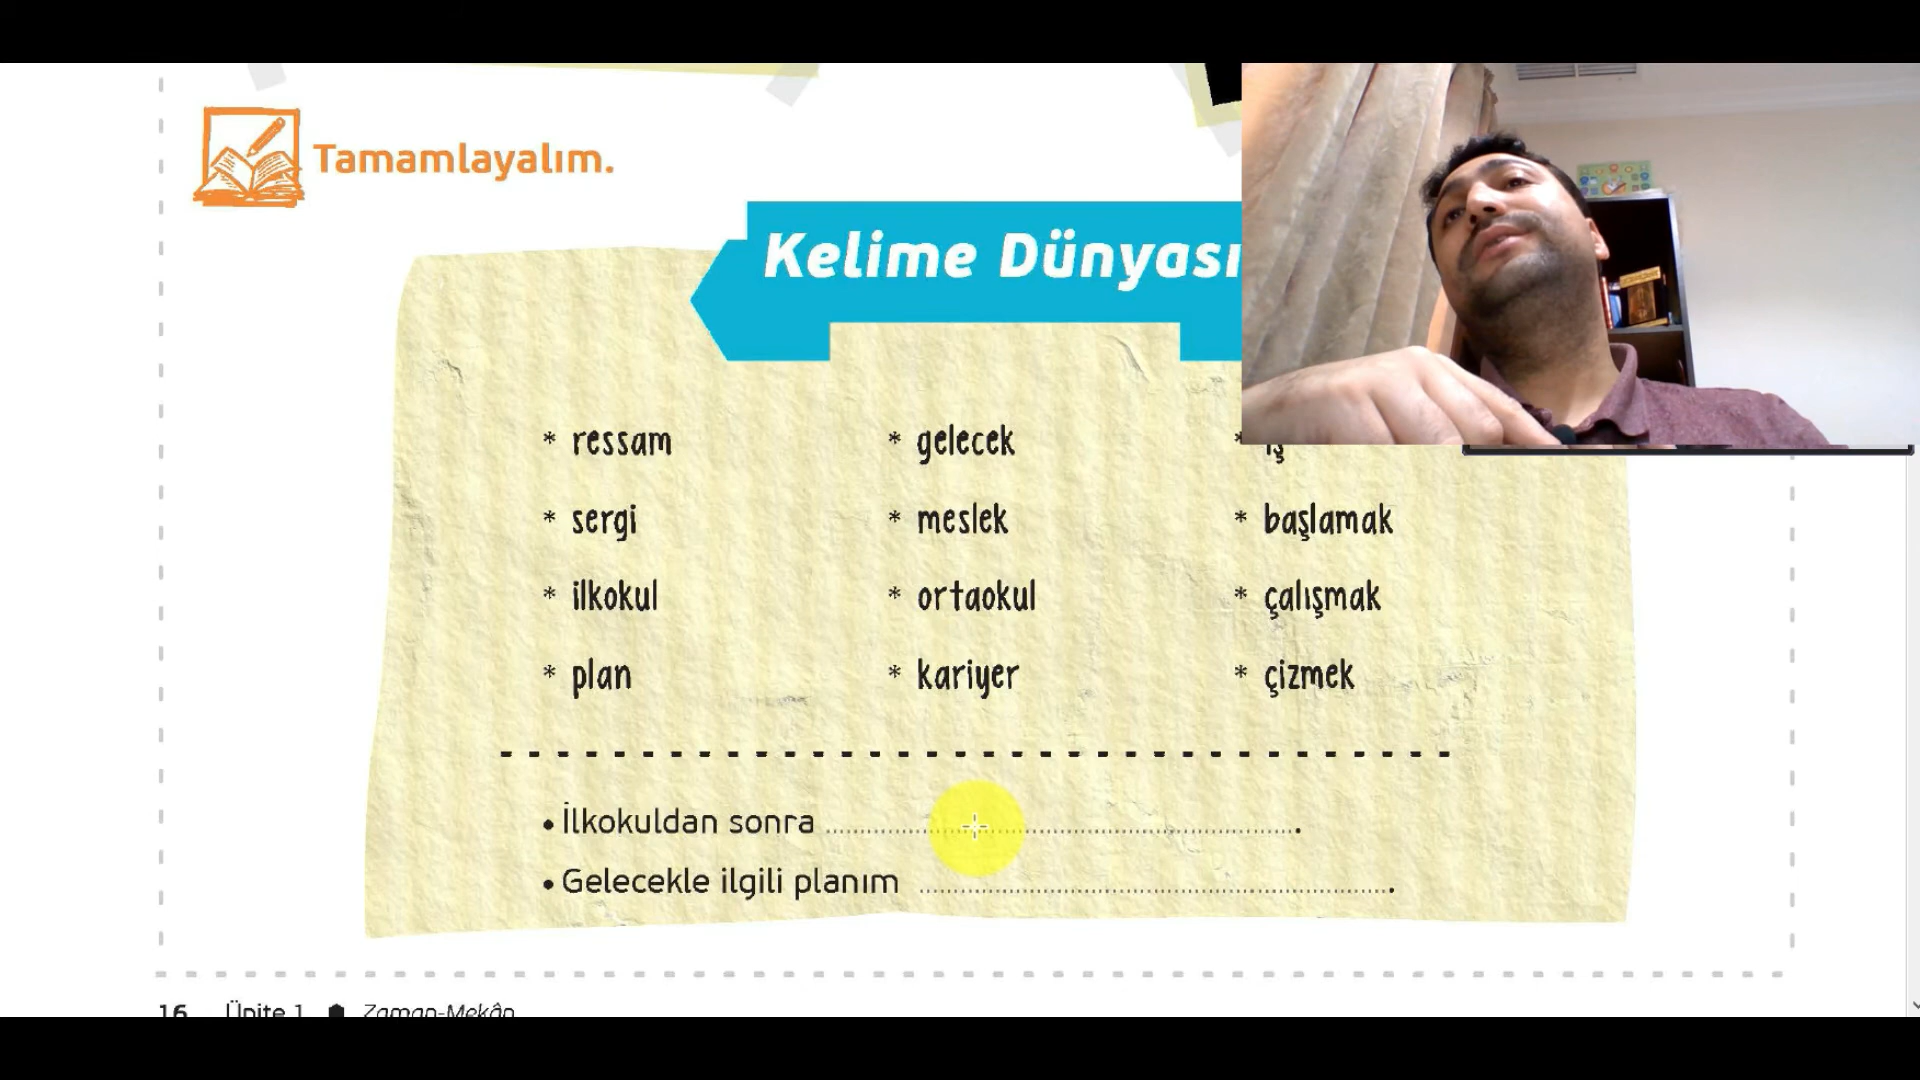 Tamamlayalım.
Kelime Dünyası
* ressam * gelecek * iş
* sergi * meslek * başlamak
* ilkokul * ortaokul * çalışmak
* plan * kariyer * çizmek
• İlkokuldan sonra ........................................................................ .
• Gelecekle ilgili planım ........................................................................ .
16 Ünite 1 Zaman-Mekân